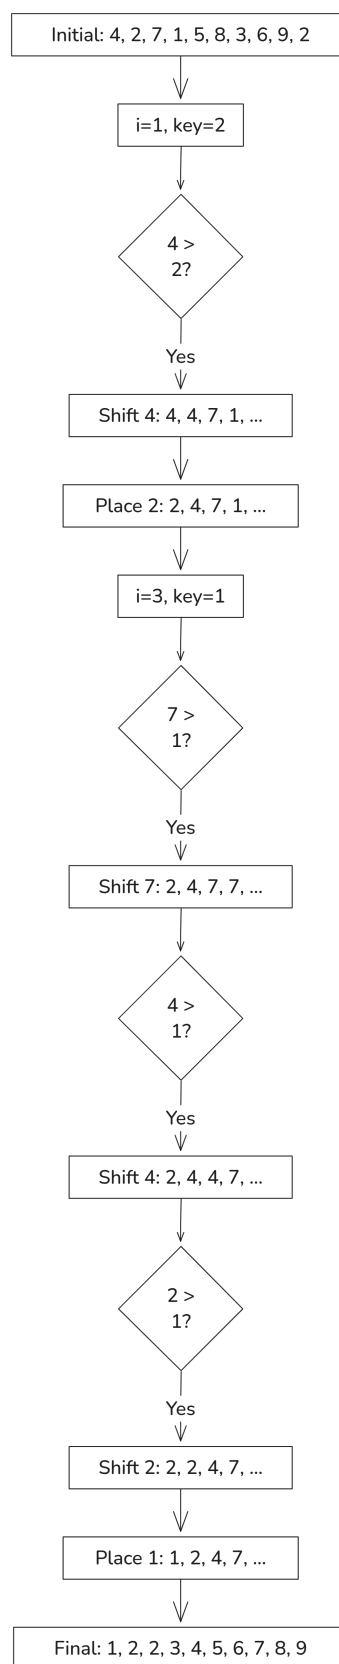 Initial: 4, 2, 7, 1, 5, 8, 3, 6, 9, 2
i=1, key=2
4 >
2?
Yes
Shift 4: 4, 4, 7, 1, ...
Place 2: 2, 4, 7, 1, ...
i=3, key=1
7 >
1?
Yes
Shift 7: 2, 4, 7, 7, ...
4 >
1?
Yes
Shift 4: 2, 4, 4, 7, ...
2 >
1?
Yes
Shift 2: 2, 2, 4, 7, ...
Place 1: 1, 2, 4, 7, ...
Final: 1, 2, 2, 3, 4, 5, 6, 7, 8, 9